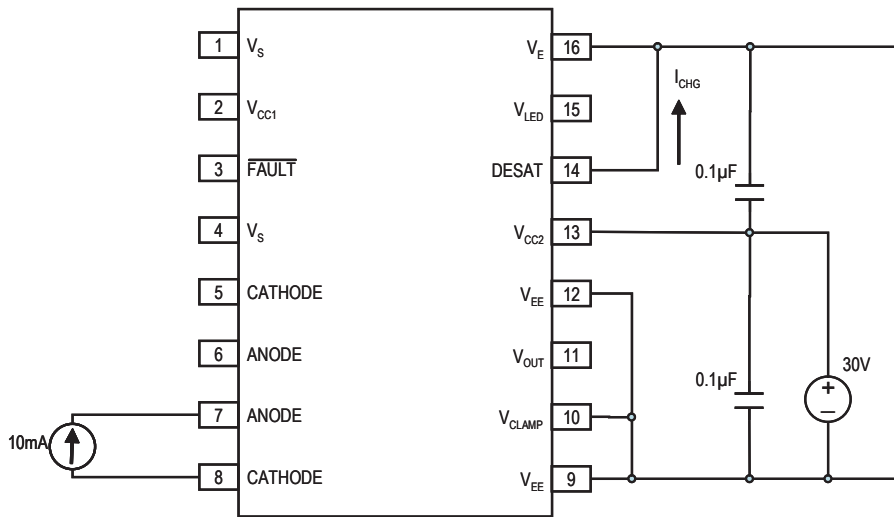 1 V_S
2 V_CC1
3 FAULT
4 V_S
5 CATHODE
6 ANODE
7 ANODE
8 CATHODE
10mA
V_E 16
V_LED 15
DESAT 14
V_CC2 13
V_EE 12
V_OUT 11
V_CLAMP 10
V_EE 9
I_CHG
0.1µF
0.1µF
30V
+
–